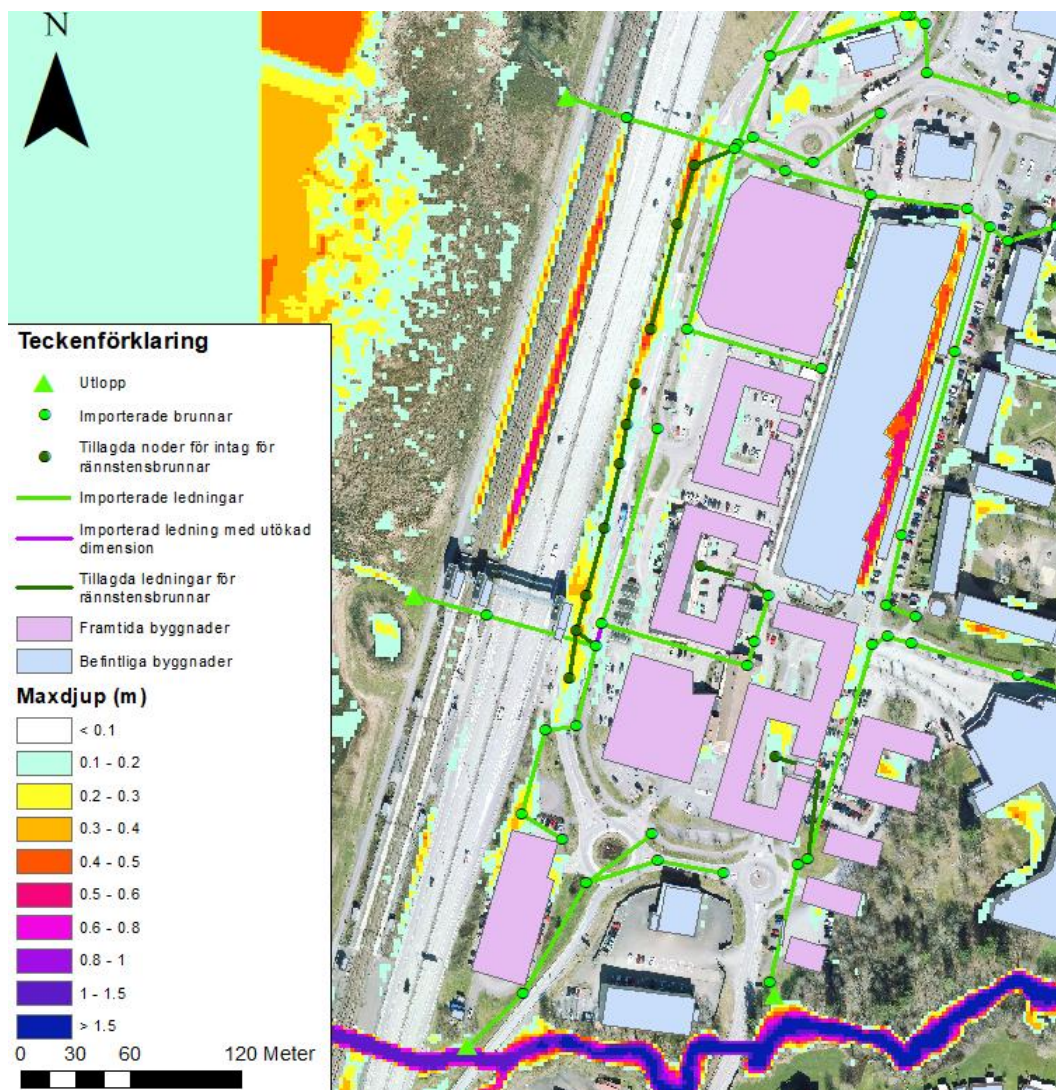 N
Teckenförklaring
Utlopp
Importerade brunnar
Tillagda noder för intag för
rännstensbrunnar
Importerade ledningar
Importerad ledning med utökad
dimension
Tillagda ledningar för
rännstensbrunnar
Framtida byggnader
Befintliga byggnader
Maxdjup (m)
< 0.1
0.1 - 0.2
0.2 - 0.3
0.3 - 0.4
0.4 - 0.5
0.5 - 0.6
0.6 - 0.8
0.8 - 1
1 - 1.5
> 1.5
0 30 60 120 Meter